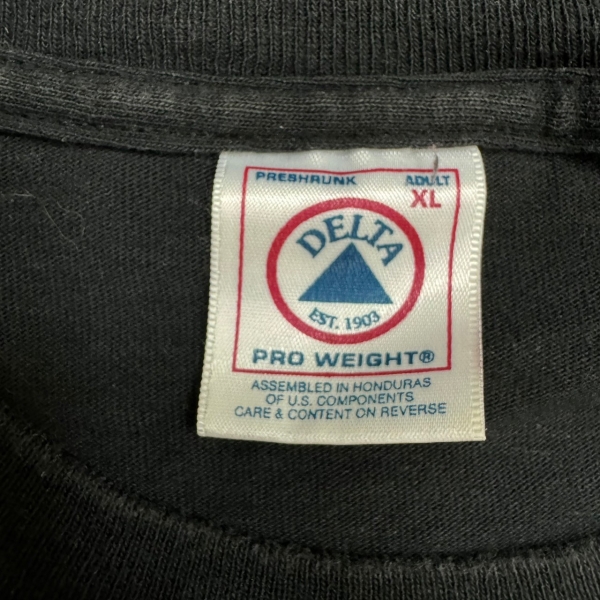 PRESHRUNK ADULT
XL
DELTA
EST. 1903
PRO WEIGHT®
ASSEMBLED IN HONDURAS
OF U.S. COMPONENTS
CARE & CONTENT ON REVERSE